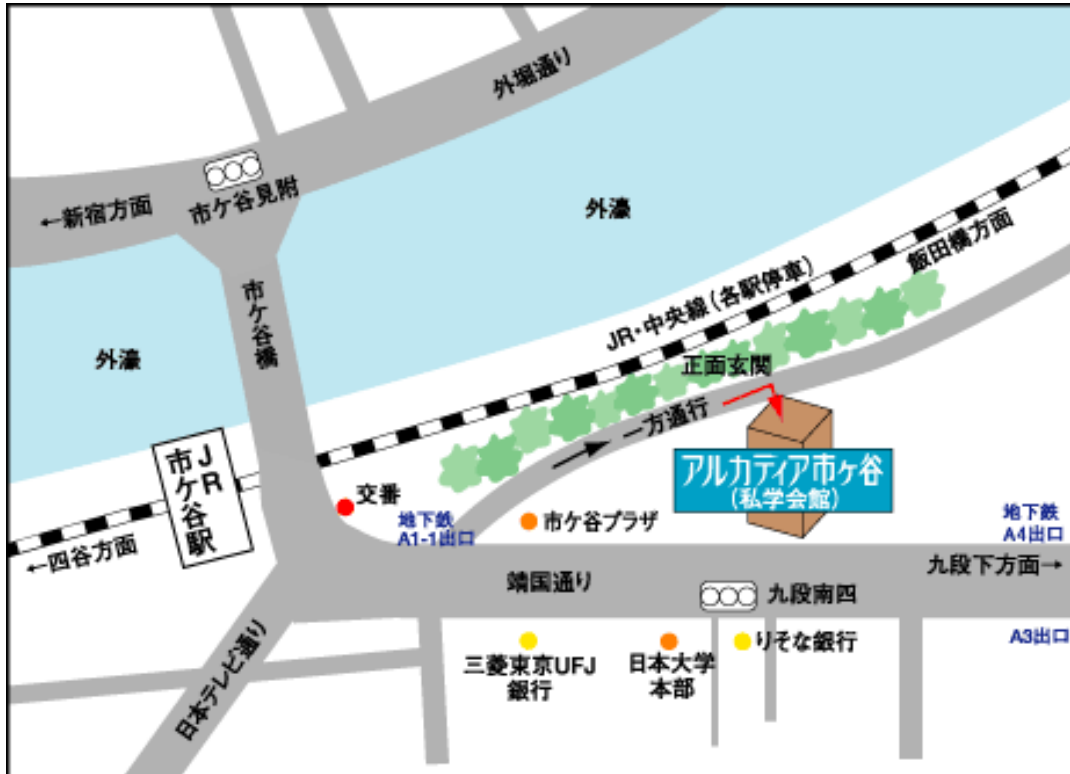 外堀通り
←新宿方面
市ケ谷見附
外濠
市ケ谷橋
外濠
飯田橋方面
JR・中央線(各駅停車)
正面玄関
一方通行
JR
市ケ谷駅
アルカディア市ヶ谷
(私学会館)
交番
地下鉄
A1-1出口
市ケ谷プラザ
地下鉄
A4出口
←四谷方面
靖国通り
九段下方面→
九段南四
日本テレビ通り
三菱東京UFJ
銀行
日本大学
本部
りそな銀行
A3出口